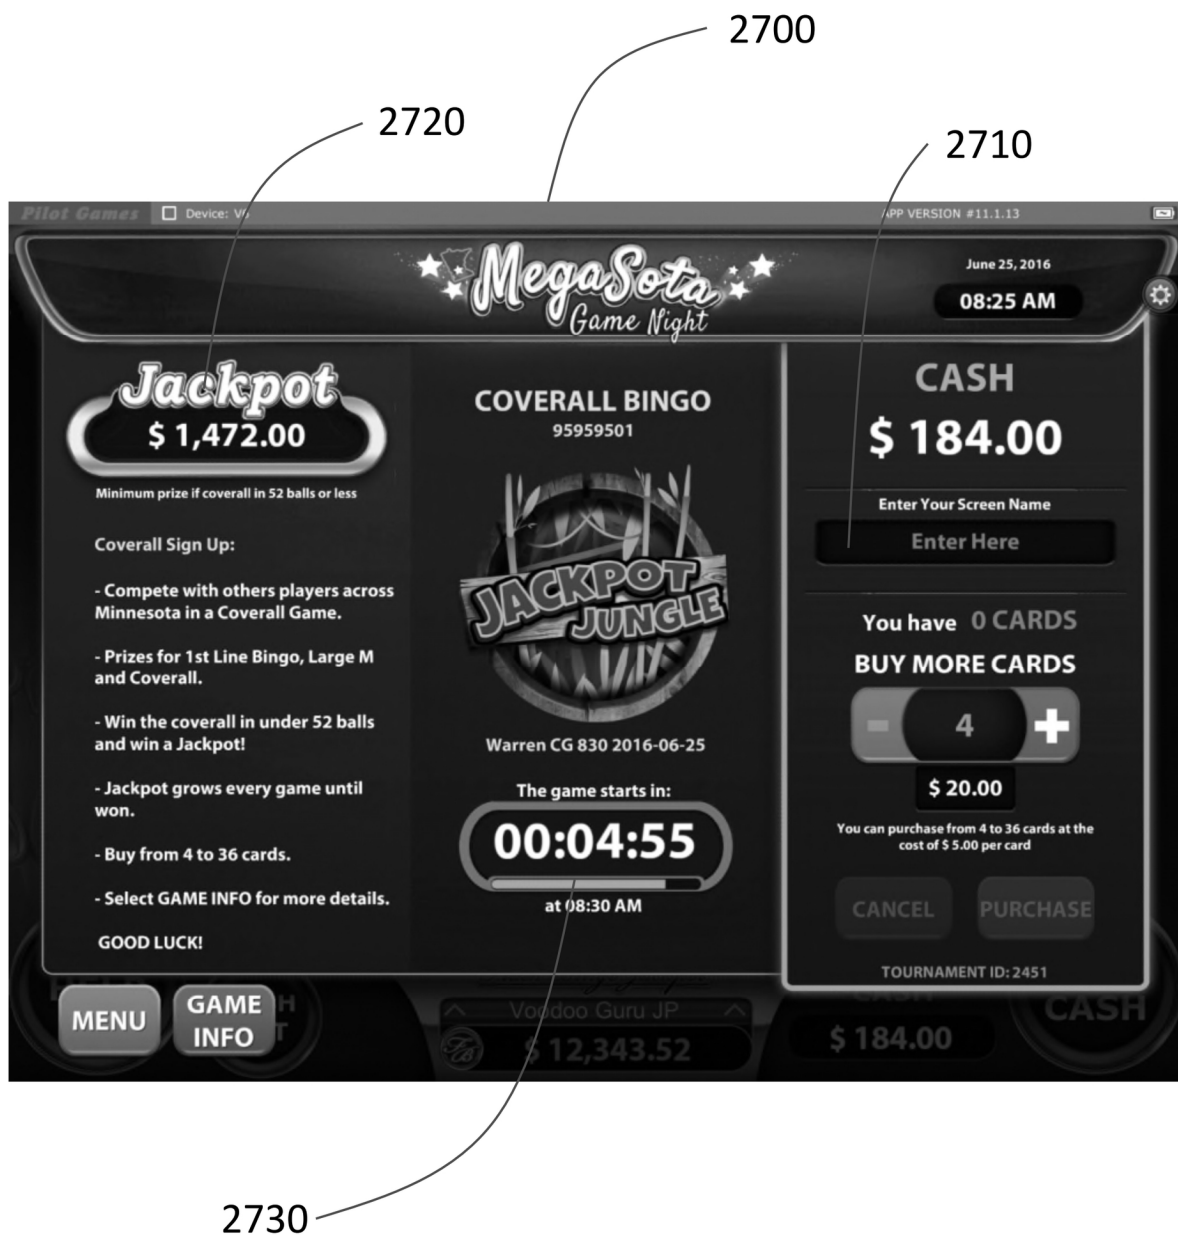 2700
2720
2710
Pilot Games
Device: V6
APP VERSION #11.1.13
MegaSota
Game Night
June 25, 2016
08:25 AM
Jackpot
$ 1,472.00
Minimum prize if coverall in 52 balls or less
Coverall Sign Up:
- Compete with others players across
Minnesota in a Coverall Game.
- Prizes for 1st Line Bingo, Large M
and Coverall.
- Win the coverall in under 52 balls
and win a Jackpot!
- Jackpot grows every game until
won.
- Buy from 4 to 36 cards.
- Select GAME INFO for more details.
GOOD LUCK!
COVERALL BINGO
95959501
JACKPOT
JUNGLE
Warren CG 830 2016-06-25
The game starts in:
00:04:55
at 08:30 AM
CASH
$ 184.00
Enter Your Screen Name
Enter Here
You have 0 CARDS
BUY MORE CARDS
- 4 +
$ 20.00
You can purchase from 4 to 36 cards at the
cost of $ 5.00 per card
CANCEL PURCHASE
TOURNAMENT ID: 2451
MENU
GAME
INFO
Voodoo Guru JP
$ 12,343.52
CASH
$ 184.00
CASH
2730